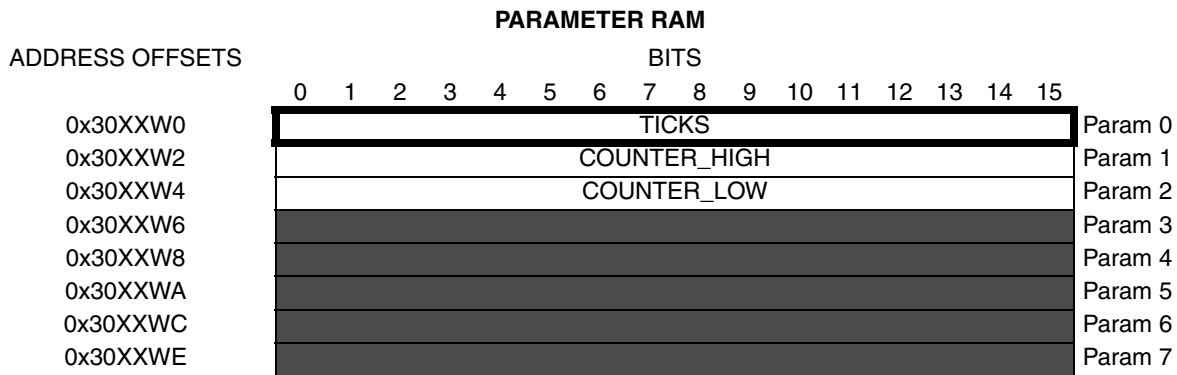 PARAMETER RAM
ADDRESS OFFSETS BITS
0 1 2 3 4 5 6 7 8 9 10 11 12 13 14 15
0x30XXW0 TICKS Param 0
0x30XXW2 COUNTER_HIGH Param 1
0x30XXW4 COUNTER_LOW Param 2
0x30XXW6 Param 3
0x30XXW8 Param 4
0x30XXWA Param 5
0x30XXWC Param 6
0x30XXWE Param 7